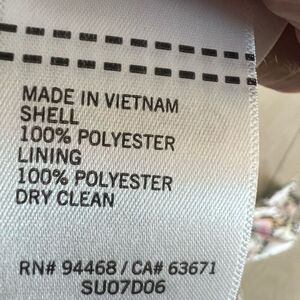 MADE IN VIETNAM
SHELL
100% POLYESTER
LINING
100% POLYESTER
DRY CLEAN
RN# 94468 / CA# 63671
SU07D06